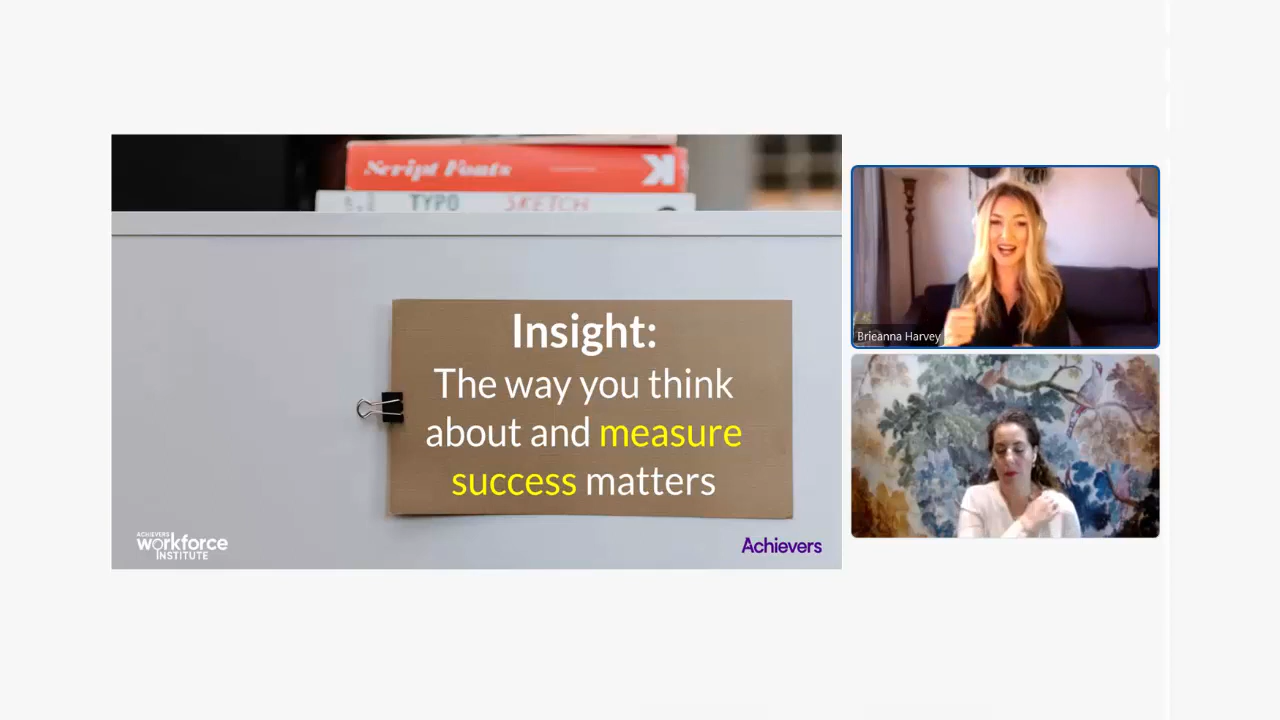 Script Fonts
K
TYPO SKETCH
Insight:
The way you think
about and measure
success matters
ACHIEVERS
workforce
INSTITUTE
Achievers
Brieanna Harvey